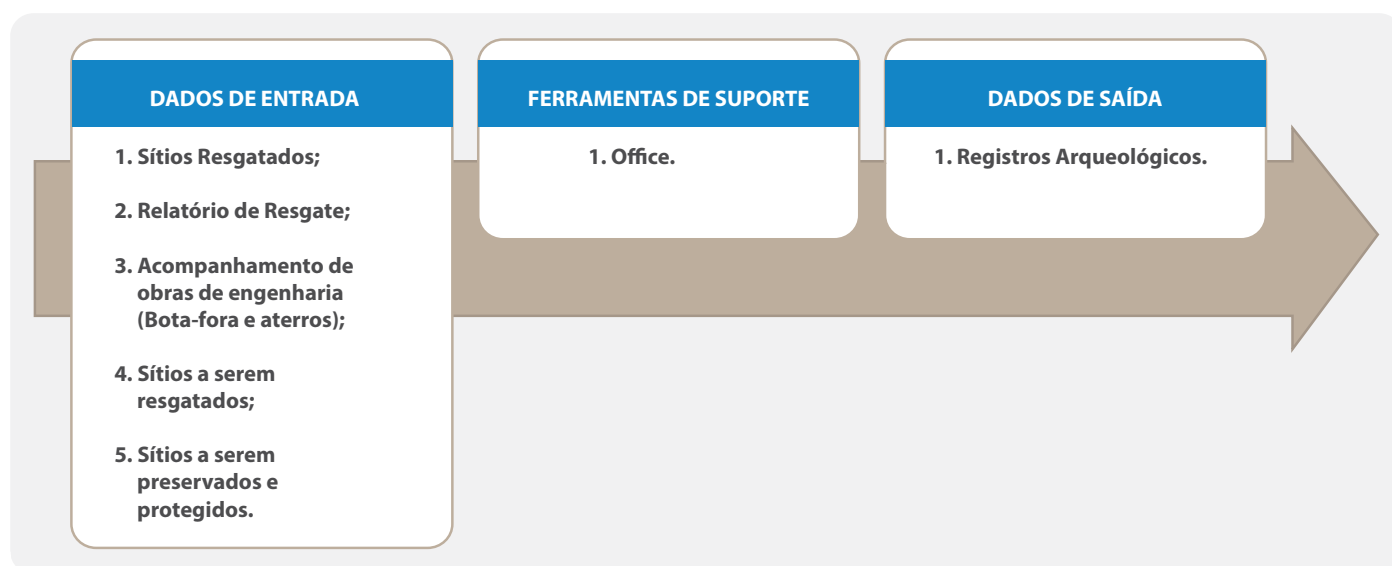 DADOS DE ENTRADA
1. Sítios Resgatados;
2. Relatório de Resgate;
3. Acompanhamento de
obras de engenharia
(Bota-fora e aterros);
4. Sítios a serem
resgatados;
5. Sítios a serem
preservados e
protegidos.
FERRAMENTAS DE SUPORTE
1. Office.
DADOS DE SAÍDA
1. Registros Arqueológicos.